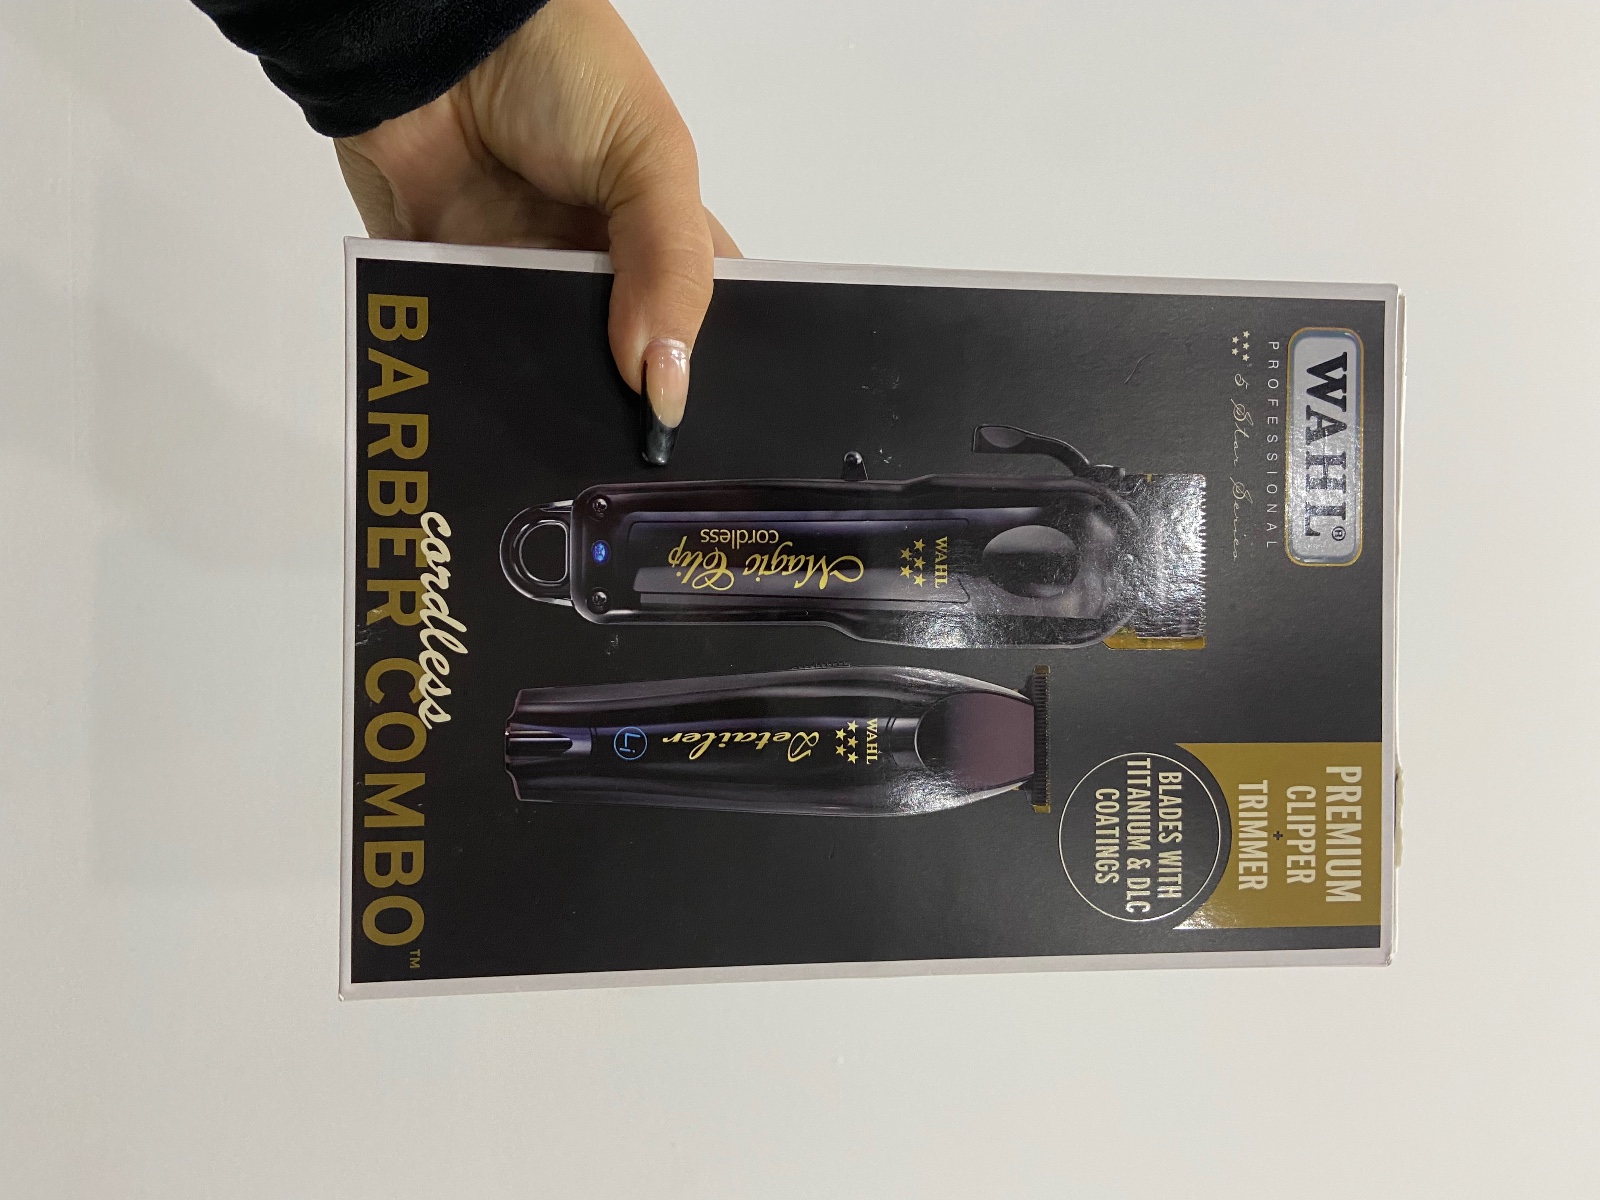 WAHL®
PROFESSIONAL
5 Star Series
PREMIUM
CLIPPER
+
TRIMMER
BLADES WITH
TITANIUM & DLC
COATINGS
WAHL
Magic Clip
cordless
WAHL
Detailer
Li
cordless
BARBER COMBO™